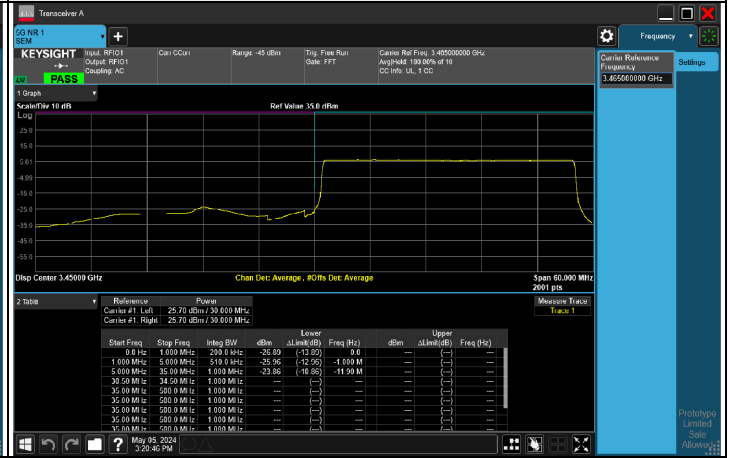 Transceiver A
5G NR 1
SEM
Frequency
KEYSIGHT
Input: RFIO1
Output: RFIO1
Coupling: AC
Corr CCorr
Range: -45 dBm
Trig: Free Run
Gate: FFT
Carrier Ref Freq: 3.465000000 GHz
Avg|Hold: 100.00% of 10
CC Info: UL, 1 CC
PASS
Carrier Reference
Frequency
3.465000000 GHz
Settings
1 Graph
Scale/Div 10 dB
Ref Value 35.0 dBm
Log
25.0
15.0
5.01
-4.99
-15.0
-25.0
-35.0
-45.0
-55.0
Disp Center 3.45000 GHz
Chan Det: Average , #Offs Det: Average
Span 60.000 MHz
2001 pts
2 Table
Reference Power
Carrier #1. Left 25.70 dBm / 30.000 MHz
Carrier #1. Right 25.70 dBm / 30.000 MHz
Measure Trace
Trace 1
Lower Upper
Start Freq Stop Freq Integ BW dBm ΔLimit(dB) Freq (Hz) dBm ΔLimit(dB) Freq (Hz)
0.0 Hz 1.000 MHz 200.0 kHz -26.89 (-13.89) 0.0 --- (---) ---
1.000 MHz 5.000 MHz 510.0 kHz -25.96 (-12.96) -1.000 M --- (---) ---
5.000 MHz 35.00 MHz 1.000 MHz -23.86 (-10.86) -11.90 M --- (---) ---
30.50 MHz 34.50 MHz 1.000 MHz --- (---) --- --- (---) ---
35.00 MHz 500.0 MHz 1.000 MHz --- (---) --- --- (---) ---
35.00 MHz 500.0 MHz 1.000 MHz --- (---) --- --- (---) ---
35.00 MHz 500.0 MHz 1.000 MHz --- (---) --- --- (---) ---
35.00 MHz 500.0 MHz 1.000 MHz --- (---) --- --- (---) ---
35.00 MHz 500.0 MHz 1.000 MHz --- (---) --- --- (---) ---
Prototype
Limited
Sale
Allowed
May 05, 2024
3:20:46 PM